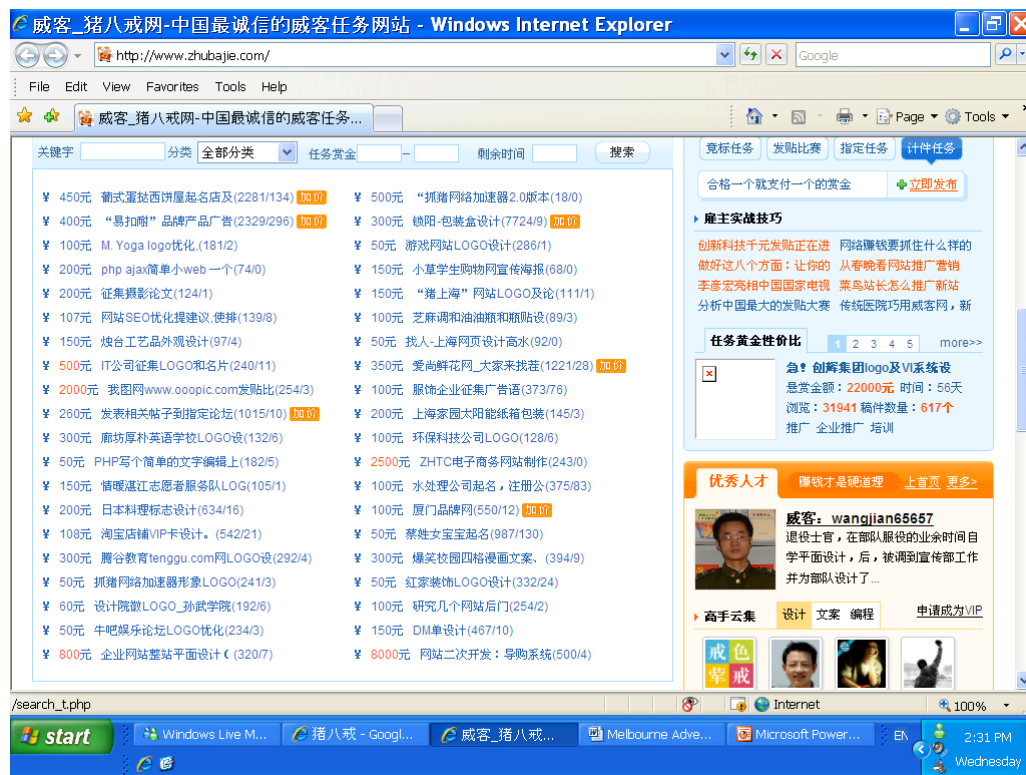 威客_猪八戒网-中国最诚信的威客任务网站 - Windows Internet Explorer
http://www.zhubajie.com/
Google
File Edit View Favorites Tools Help
威客_猪八戒网-中国最诚信的威客任务...
Page Tools
关键字 分类 全部分类 任务赏金 – 剩余时间 搜索
¥ 450元 葡式蛋挞西饼屋起名店及(2281/134) 加价
¥ 400元 “易扣耐”品牌产品广告(2329/296) 加价
¥ 100元 M. Yoga logo优化,(181/2)
¥ 200元 php ajax简单小web 一个(74/0)
¥ 200元 征集摄影论文(124/1)
¥ 107元 网站SEO优化提建议,使排(139/8)
¥ 150元 烛台工艺品外观设计(97/4)
¥ 500元 IT公司征集LOGO和名片(240/11)
¥ 2000元 我图网www.ooopic.com发贴比(254/3)
¥ 260元 发表相关帖子到指定论坛(1015/10) 加价
¥ 300元 廊坊厚朴英语学校LOGO设(132/6)
¥ 50元 PHP写个简单的文字编辑上(182/5)
¥ 150元 情暖湛江志愿者服务队LOG(105/1)
¥ 200元 日本料理标志设计(634/16)
¥ 108元 淘宝店铺VIP卡设计。(542/21)
¥ 300元 腾谷教育tenggu.com网LOGO设(292/4)
¥ 50元 抓猪网络加速器形象LOGO(241/3)
¥ 60元 设计院徽LOGO_孙武学院(192/6)
¥ 50元 牛吧娱乐论坛LOGO优化(234/3)
¥ 800元 企业网站整站平面设计 ( (320/7)
¥ 500元 “抓猪网络加速器2.0版本(18/0)
¥ 300元 锁阳-包装盒设计(7724/9) 加价
¥ 50元 游戏网站LOGO设计(286/1)
¥ 150元 小草学生购物网宣传海报(68/0)
¥ 150元 “猪上海”网站LOGO及论(111/1)
¥ 100元 芝麻调和油油瓶和瓶贴设(89/3)
¥ 50元 找人-上海网页设计高水(92/0)
¥ 350元 爱尚鲜花网_大家来找茬(1221/28) 加价
¥ 100元 服饰企业征集广告语(373/76)
¥ 200元 上海家园太阳能纸箱包装(145/3)
¥ 100元 环保科技公司LOGO(128/6)
¥ 2500元 ZHTC电子商务网站制作(243/0)
¥ 100元 水处理公司起名，注册公(375/83)
¥ 100元 厦门品牌网(550/12) 加价
¥ 50元 蔡姓女宝宝起名(987/130)
¥ 300元 爆笑校园四格漫画文案、(394/9)
¥ 50元 红家装饰LOGO设计(332/24)
¥ 100元 研究几个网站后门(254/2)
¥ 150元 DM单设计(467/10)
¥ 8000元 网站二次开发：导购系统(500/4)
竞标任务 发贴比赛 指定任务 计件任务
合格一个就支付一个的赏金 立即发布
雇主实战技巧
创新科技千元发贴正在进 网络赚钱要抓住什么样的
做好这八个方面：让你的 从春晚看网站推广营销
李彦宏亮相中国国家电视 菜鸟站长怎么推广新站
分析中国最大的发贴大赛 传统医院巧用威客网，新
任务黄金性价比 1 2 3 4 5 more>>
急！创辉集团logo及VI系统设
悬赏金额：22000元 时间：56天
浏览：31941 稿件数量：617个
推广 企业推广 培训
优秀人才 赚钱才是硬道理 上首页 更多>
威客：wangjian65657
退役士官，在部队服役的业余时间自
学平面设计，后，被调到宣传部工作
并为部队设计了...
高手云集 设计 文案 编程 申请成为VIP
戒 色
荤 戒
/search_t.php
Internet 100%
start Windows Live M... 猪八戒 - Googl... 威客_猪八戒... Melbourne Adve... Microsoft Power... EN 2:31 PM
Wednesday